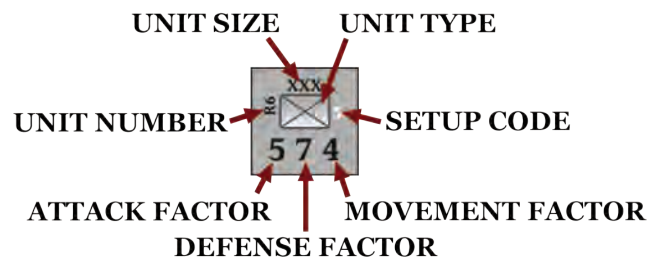 UNIT SIZE UNIT TYPE
XXX
R6
UNIT NUMBER SETUP CODE
5 7 4
ATTACK FACTOR MOVEMENT FACTOR
DEFENSE FACTOR